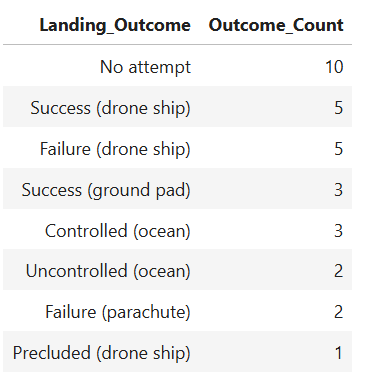 Landing_Outcome Outcome_Count
No attempt 10
Success (drone ship) 5
Failure (drone ship) 5
Success (ground pad) 3
Controlled (ocean) 3
Uncontrolled (ocean) 2
Failure (parachute) 2
Precluded (drone ship) 1